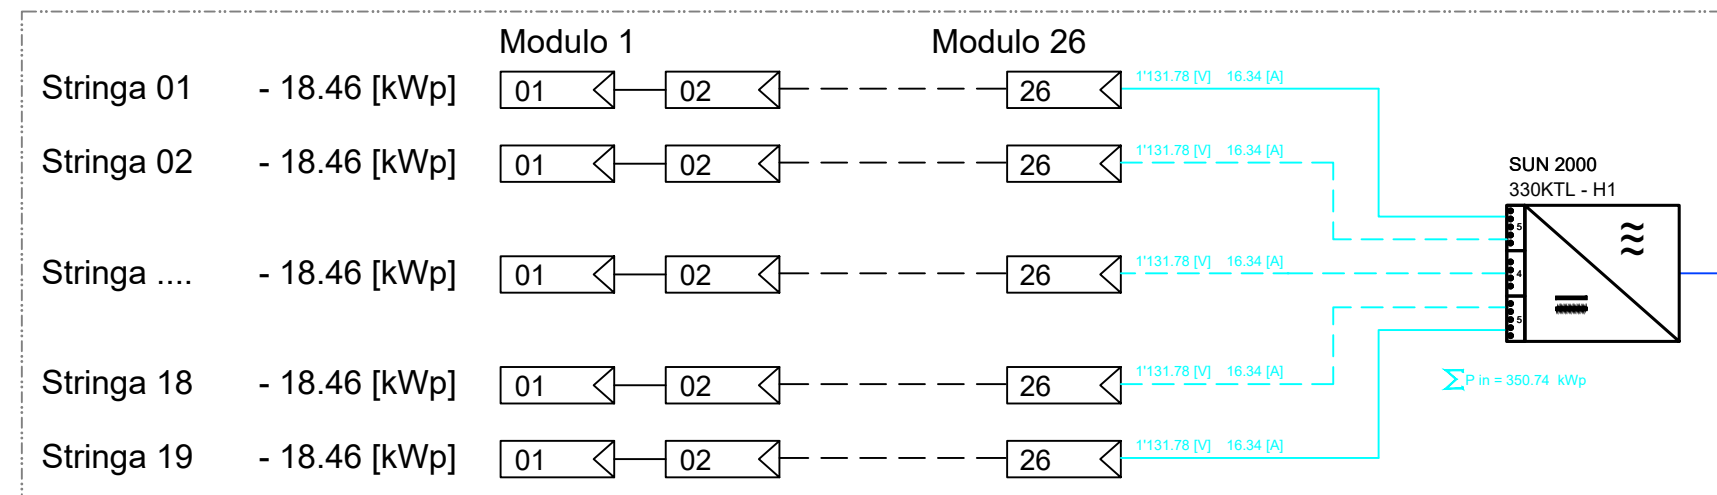 Modulo 1 Modulo 26
Stringa 01 - 18.46 [kWp] 01 02 26 1'131.78 [V] 16.34 [A]
Stringa 02 - 18.46 [kWp] 01 02 26 1'131.78 [V] 16.34 [A]
SUN 2000
330KTL - H1
5
Stringa .... - 18.46 [kWp] 01 02 26 1'131.78 [V] 16.34 [A]
4
5
Stringa 18 - 18.46 [kWp] 01 02 26 1'131.78 [V] 16.34 [A]
∑P in = 350.74 kWp
Stringa 19 - 18.46 [kWp] 01 02 26 1'131.78 [V] 16.34 [A]